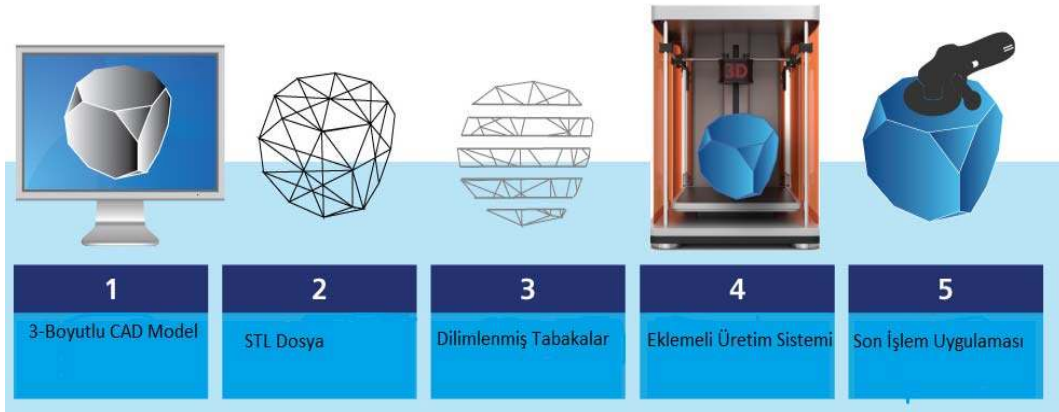 3D
1
2
3
4
5
3-Boyutlu CAD Model
STL Dosya
Dilimlenmiş Tabakalar
Eklemeli Üretim Sistemi
Son İşlem Uygulaması